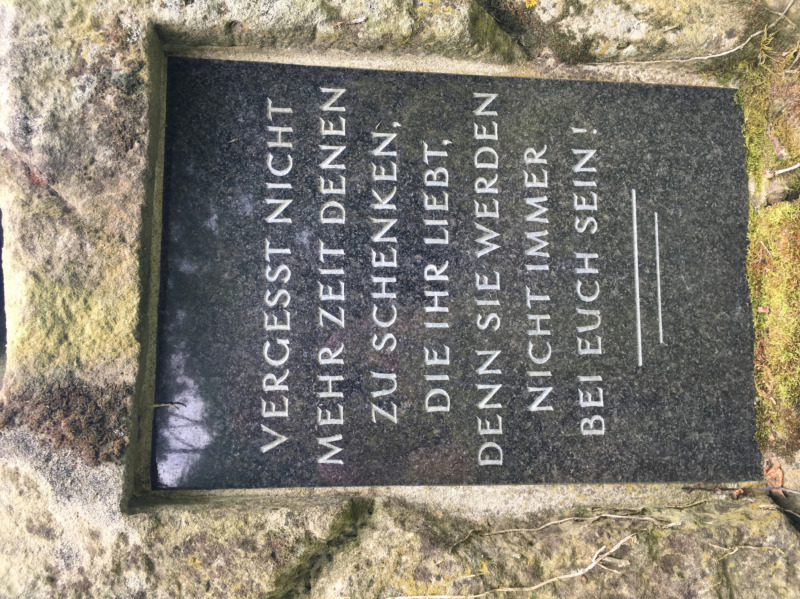 VERGESST NICHT
MEHR ZEIT DENEN
ZU SCHENKEN,
DIE IHR LIEBT,
DENN SIE WERDEN
NICHT IMMER
BEI EUCH SEIN!